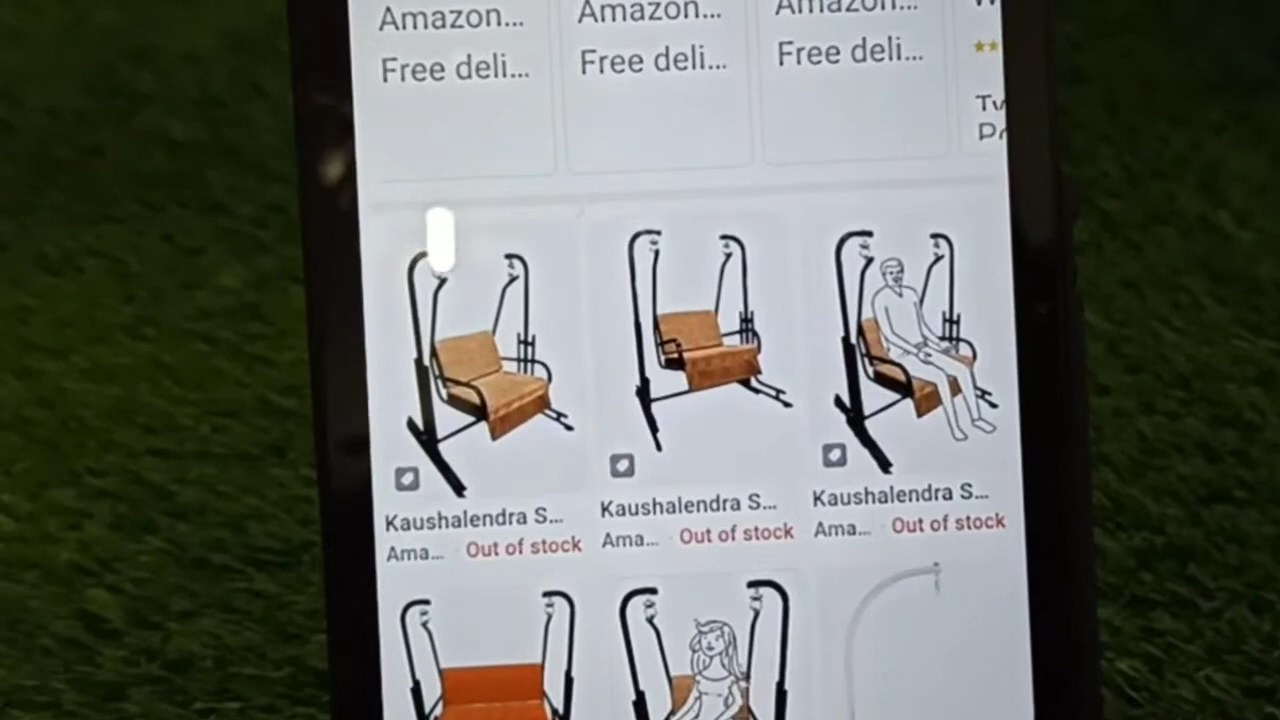 Amazon... Amazon... Amazon...
Free deli... Free deli... Free deli...
Kaushalendra S... Kaushalendra S... Kaushalendra S...
Ama... · Out of stock Ama... · Out of stock Ama... · Out of stock